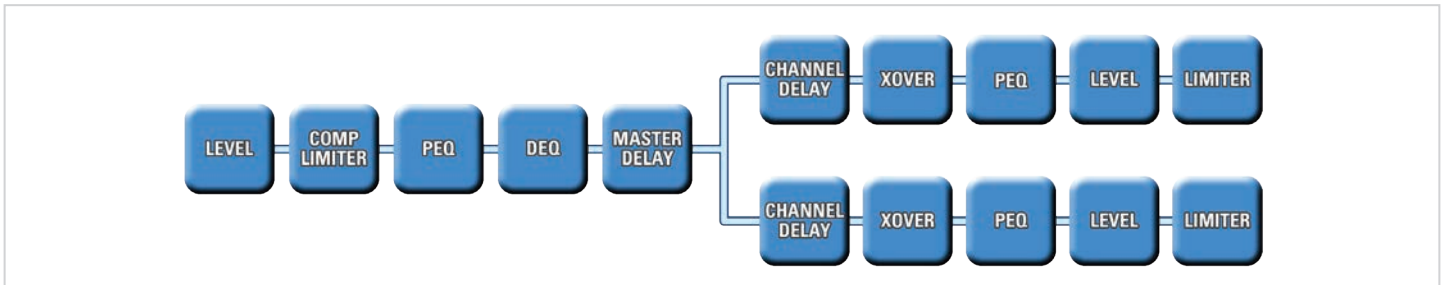 CHANNEL
DELAY
XOVER
PEQ
LEVEL
LIMITER
LEVEL
COMP
LIMITER
PEQ
DEQ
MASTER
DELAY
CHANNEL
DELAY
XOVER
PEQ
LEVEL
LIMITER